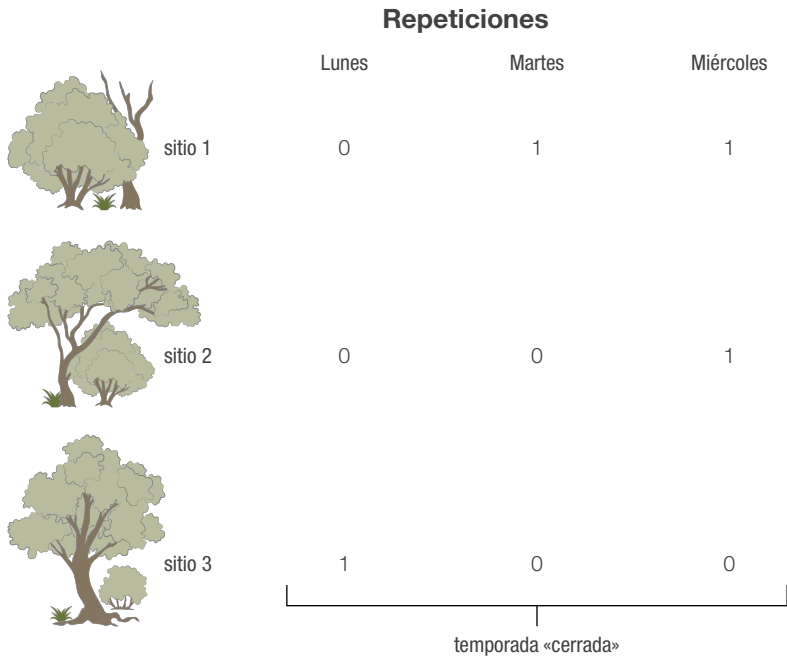 Repeticiones
Lunes Martes Miércoles
sitio 1 0 1 1
sitio 2 0 0 1
sitio 3 1 0 0
temporada «cerrada»